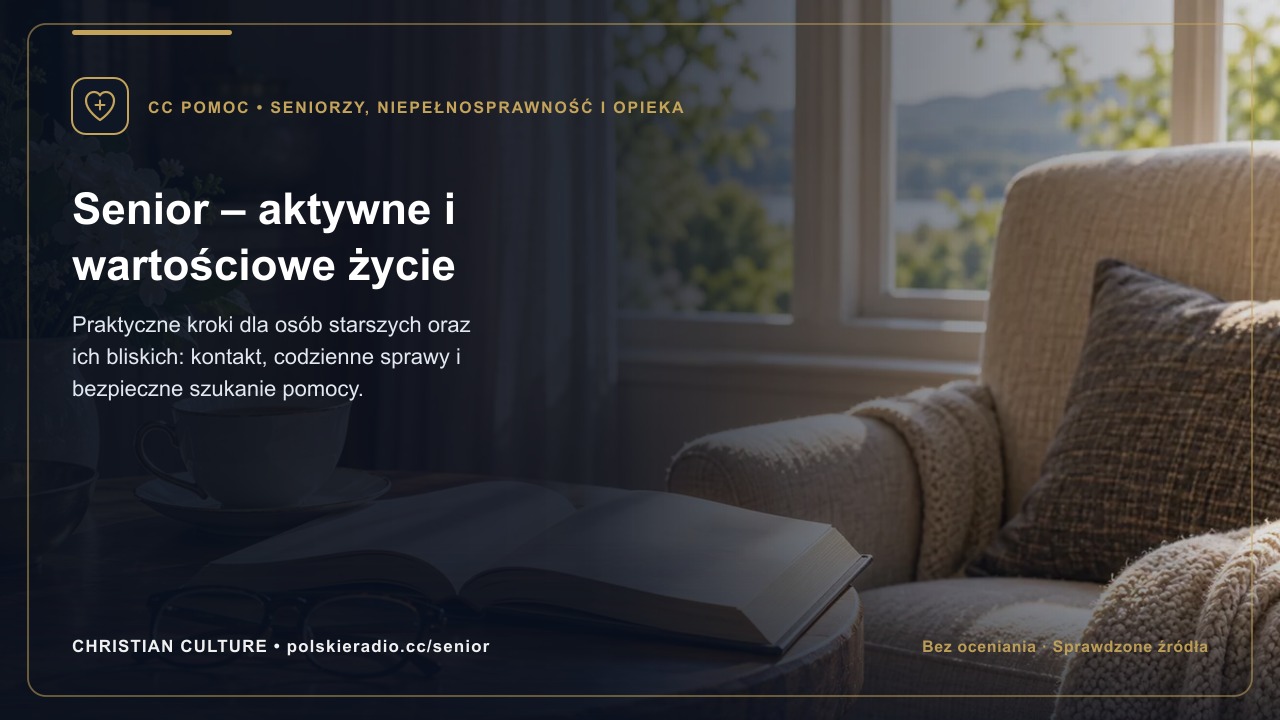 CC POMOC • SENIORZY, NIEPEŁNOSPRAWNOŚĆ I OPIEKA
Senior – aktywne i
wartościowe życie
Praktyczne kroki dla osób starszych oraz
ich bliskich: kontakt, codzienne sprawy i
bezpieczne szukanie pomocy.
CHRISTIAN CULTURE • polskieradio.cc/senior
Bez oceniania · Sprawdzone źródła